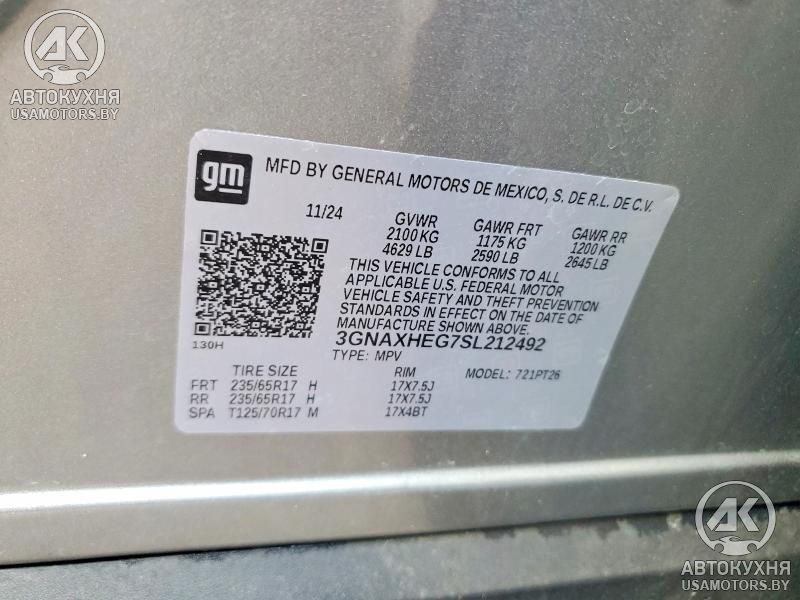 AK
АВТОКУХНЯ
USAMOTORS.BY
gm
MFD BY GENERAL MOTORS DE MEXICO, S. DE R.L. DE C.V.
11/24 GVWR GAWR FRT GAWR RR
2100 KG 1175 KG 1200 KG
4629 LB 2590 LB 2645 LB
THIS VEHICLE CONFORMS TO ALL
APPLICABLE U.S. FEDERAL MOTOR
VEHICLE SAFETY AND THEFT PREVENTION
STANDARDS IN EFFECT ON THE DATE OF
MANUFACTURE SHOWN ABOVE.
130H
3GNAXHEG7SL212492
TYPE: MPV
TIRE SIZE RIM MODEL: 721PT26
FRT 235/65R17 H 17X7.5J
RR 235/65R17 H 17X7.5J
SPA T125/70R17 M 17X4BT
AK
АВТОКУХНЯ
USAMOTORS.BY